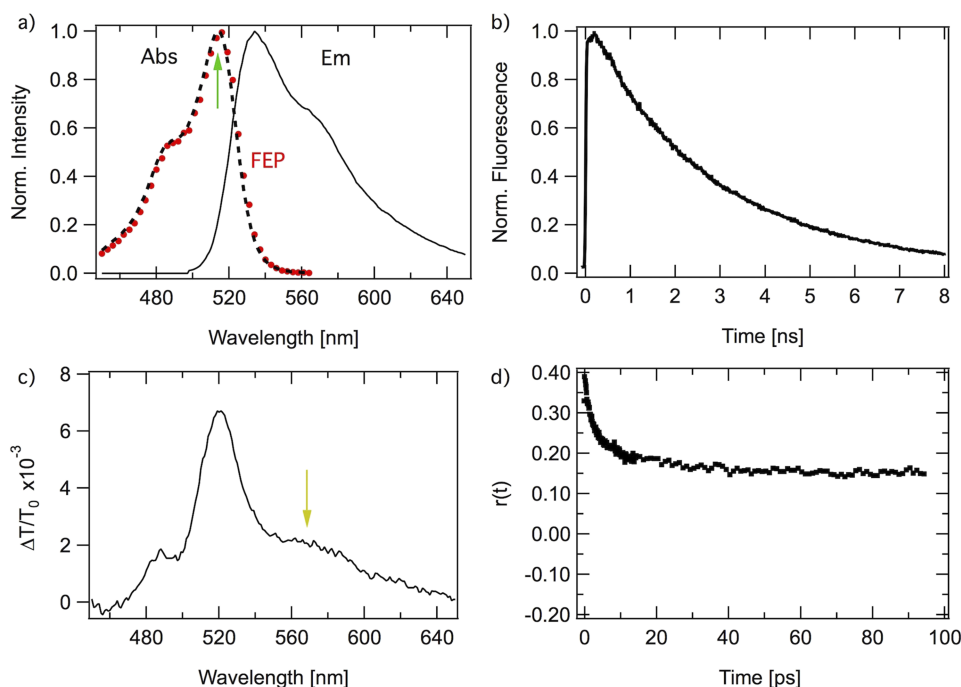 a)
Norm. Intensity
1.0
0.8
0.6
0.4
0.2
0.0
Abs
Em
FEP
480 520 560 600 640
Wavelength [nm]
b)
Norm. Fluorescence
1.0
0.8
0.6
0.4
0.2
0.0
0 1 2 3 4 5 6 7 8
Time [ns]
c)
ΔT/T₀ x10⁻³
8
6
4
2
0
480 520 560 600 640
Wavelength [nm]
d)
r(t)
0.40
0.30
0.20
0.10
0.00
-0.10
-0.20
0 20 40 60 80 100
Time [ps]